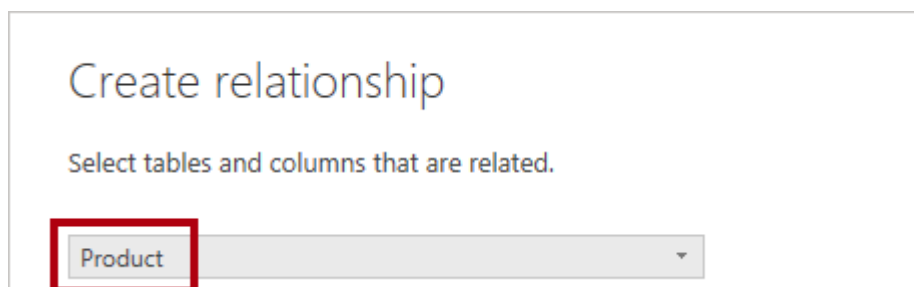 Create relationship
Select tables and columns that are related.
Product